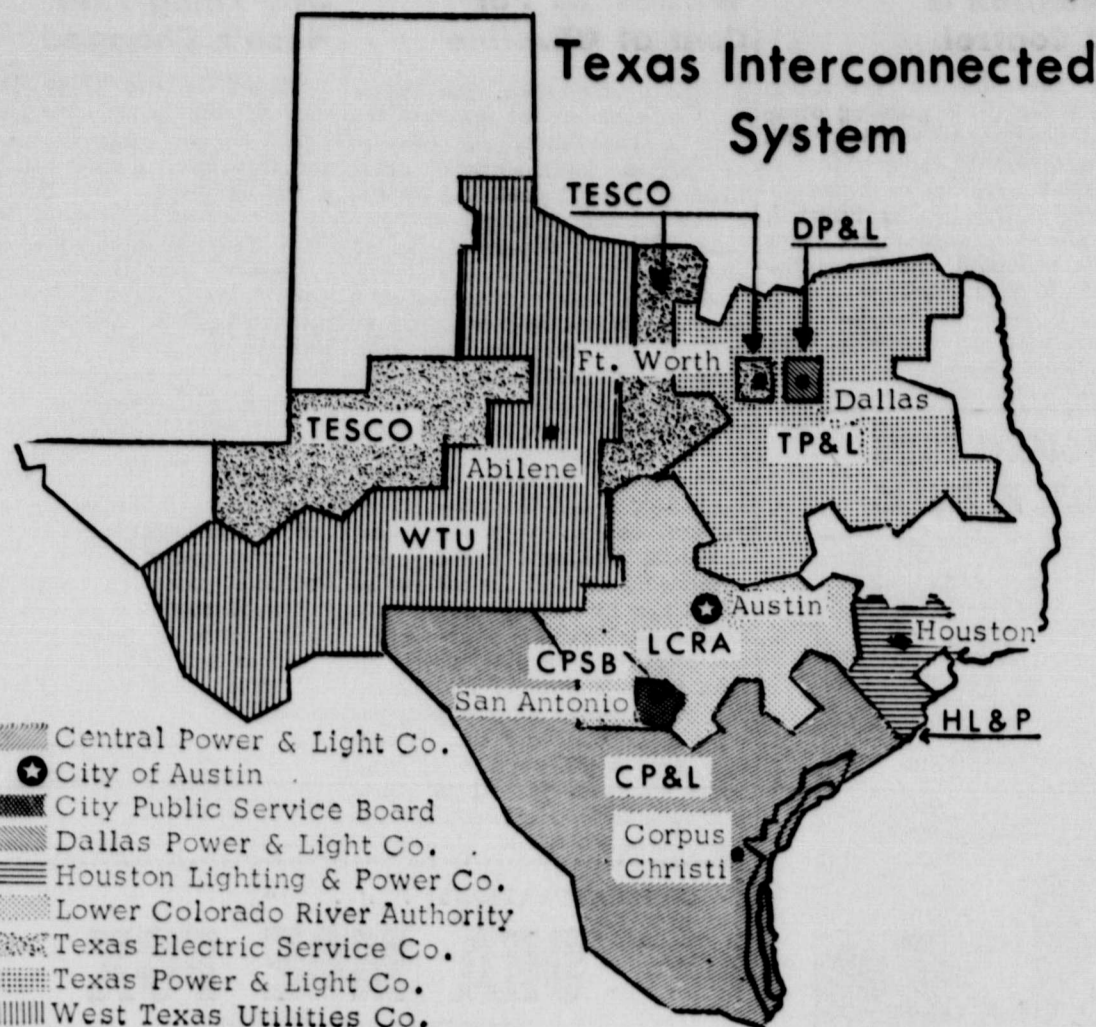 Control
Texas Interconnected
System
TESCO
DP&L
Ft. Worth
Dallas
TESCO
TP&L
Abilene
WTU
Austin
LCRA
Houston
CPSB
San Antonio
HL&P
CP&L
Corpus
Christi
Central Power & Light Co.
City of Austin
City Public Service Board
Dallas Power & Light Co.
Houston Lighting & Power Co.
Lower Colorado River Authority
Texas Electric Service Co.
Texas Power & Light Co.
West Texas Utilities Co.